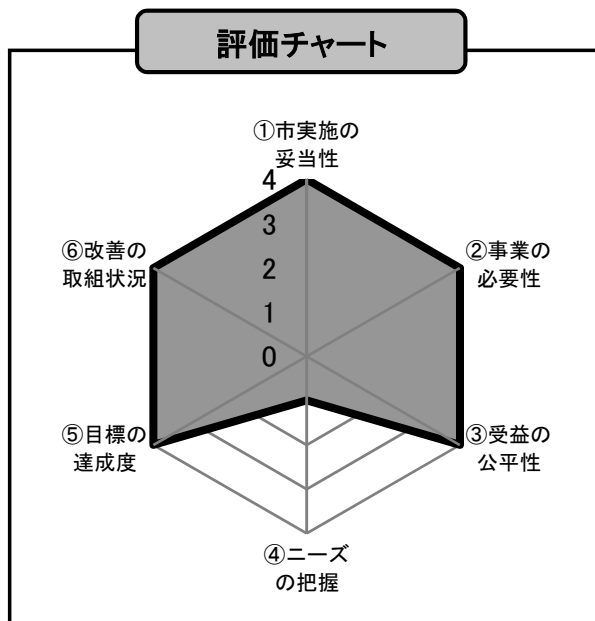 評価チャート
①市実施の
妥当性
4
3
2
1
0
②事業の
必要性
③受益の
公平性
④ニーズ
の把握
⑤目標の
達成度
⑥改善の
取組状況